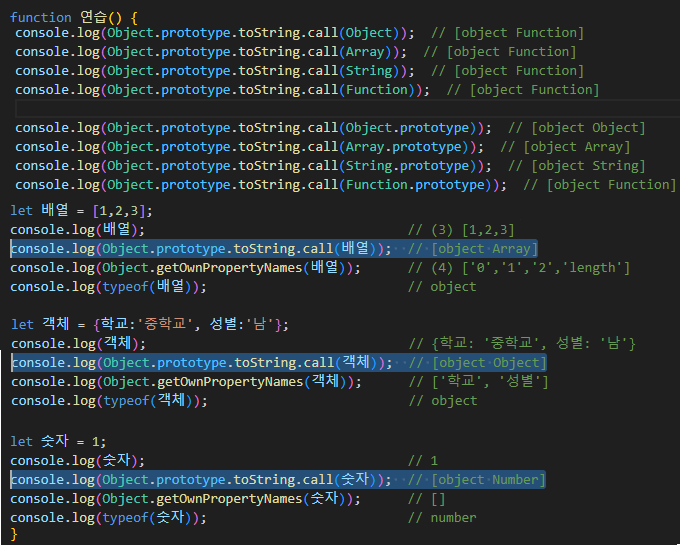 function 연습() {
console.log(Object.prototype.toString.call(Object));  // [object Function]
console.log(Object.prototype.toString.call(Array));  // [object Function]
console.log(Object.prototype.toString.call(String));  // [object Function]
console.log(Object.prototype.toString.call(Function));  // [object Function]
console.log(Object.prototype.toString.call(Object.prototype));  // [object Object]
console.log(Object.prototype.toString.call(Array.prototype));  // [object Array]
console.log(Object.prototype.toString.call(String.prototype));  // [object String]
console.log(Object.prototype.toString.call(Function.prototype));  // [object Function]
let 배열 = [1,2,3];
console.log(배열);  // (3) [1,2,3]
console.log(Object.prototype.toString.call(배열));  // [object Array]
console.log(Object.getOwnPropertyNames(배열));  // (4) ['0','1','2','length']
console.log(typeof(배열));  // object
let 객체 = {학교:'중학교', 성별:'남'};
console.log(객체);  // {학교: '중학교', 성별: '남'}
console.log(Object.prototype.toString.call(객체));  // [object Object]
console.log(Object.getOwnPropertyNames(객체));  // ['학교', '성별']
console.log(typeof(객체));  // object
let 숫자 = 1;
console.log(숫자);  // 1
console.log(Object.prototype.toString.call(숫자));  // [object Number]
console.log(Object.getOwnPropertyNames(숫자));  // []
console.log(typeof(숫자));  // number
}